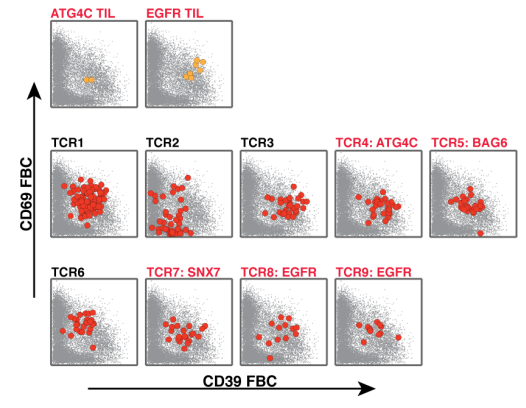 ATG4C TIL
EGFR TIL
CD69 FBC
TCR1
TCR2
TCR3
TCR4: ATG4C
TCR5: BAG6
TCR6
TCR7: SNX7
TCR8: EGFR
TCR9: EGFR
CD39 FBC